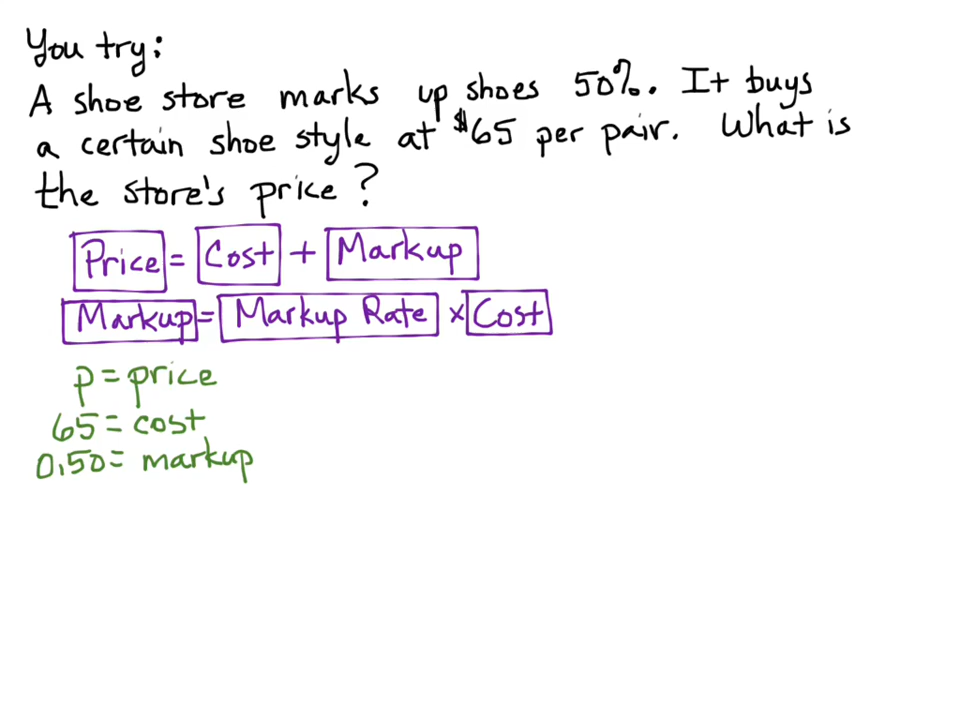 You try:
A shoe store marks up shoes 50%. It buys
a certain shoe style at $65 per pair. What is
the store's price?
Price = Cost + Markup
Markup = Markup Rate × Cost
p = price
65 = cost
0.50 = markup